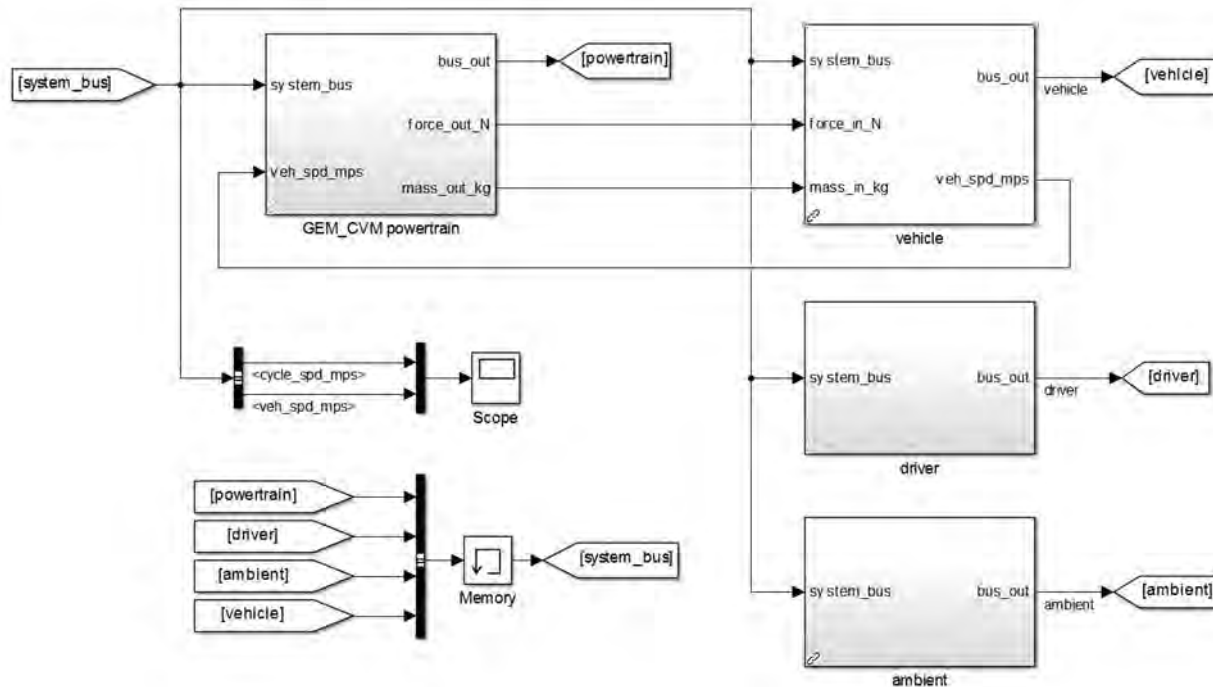 [system_bus]
system_bus
veh_spd_mps
bus_out
force_out_N
mass_out_kg
GEM_CVM powertrain
[powertrain]
system_bus
force_in_N
mass_in_kg
bus_out
veh_spd_mps
vehicle
vehicle
[vehicle]
<cycle_spd_mps>
<veh_spd_mps>
Scope
system_bus
bus_out
driver
driver
[driver]
[powertrain]
[driver]
[ambient]
[vehicle]
Memory
[system_bus]
system_bus
bus_out
ambient
ambient
[ambient]